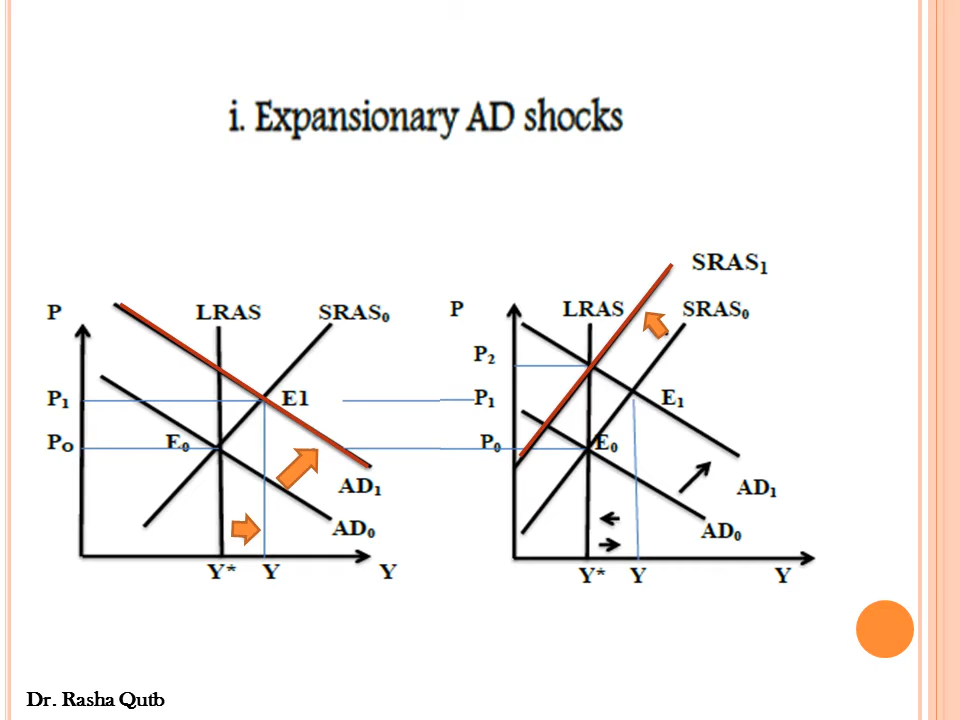 i. Expansionary AD shocks
SRAS₁
P LRAS SRAS₀
P LRAS SRAS₀
P₂
P₁ E1
P₁ E₁
Po E₀
P₀ E₀
AD₁
AD₀
AD₁
AD₀
Y* Y Y
Y* Y Y
Dr. Rasha Qutb